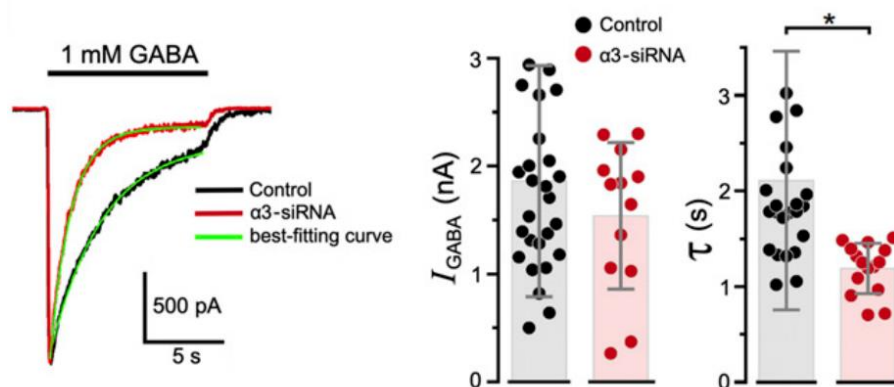 1 mM GABA
Control
α3-siRNA
best-fitting curve
500 pA
5 s
Control
α3-siRNA
I_GABA (nA)
3
2
1
0
*
τ (s)
3
2
1
0